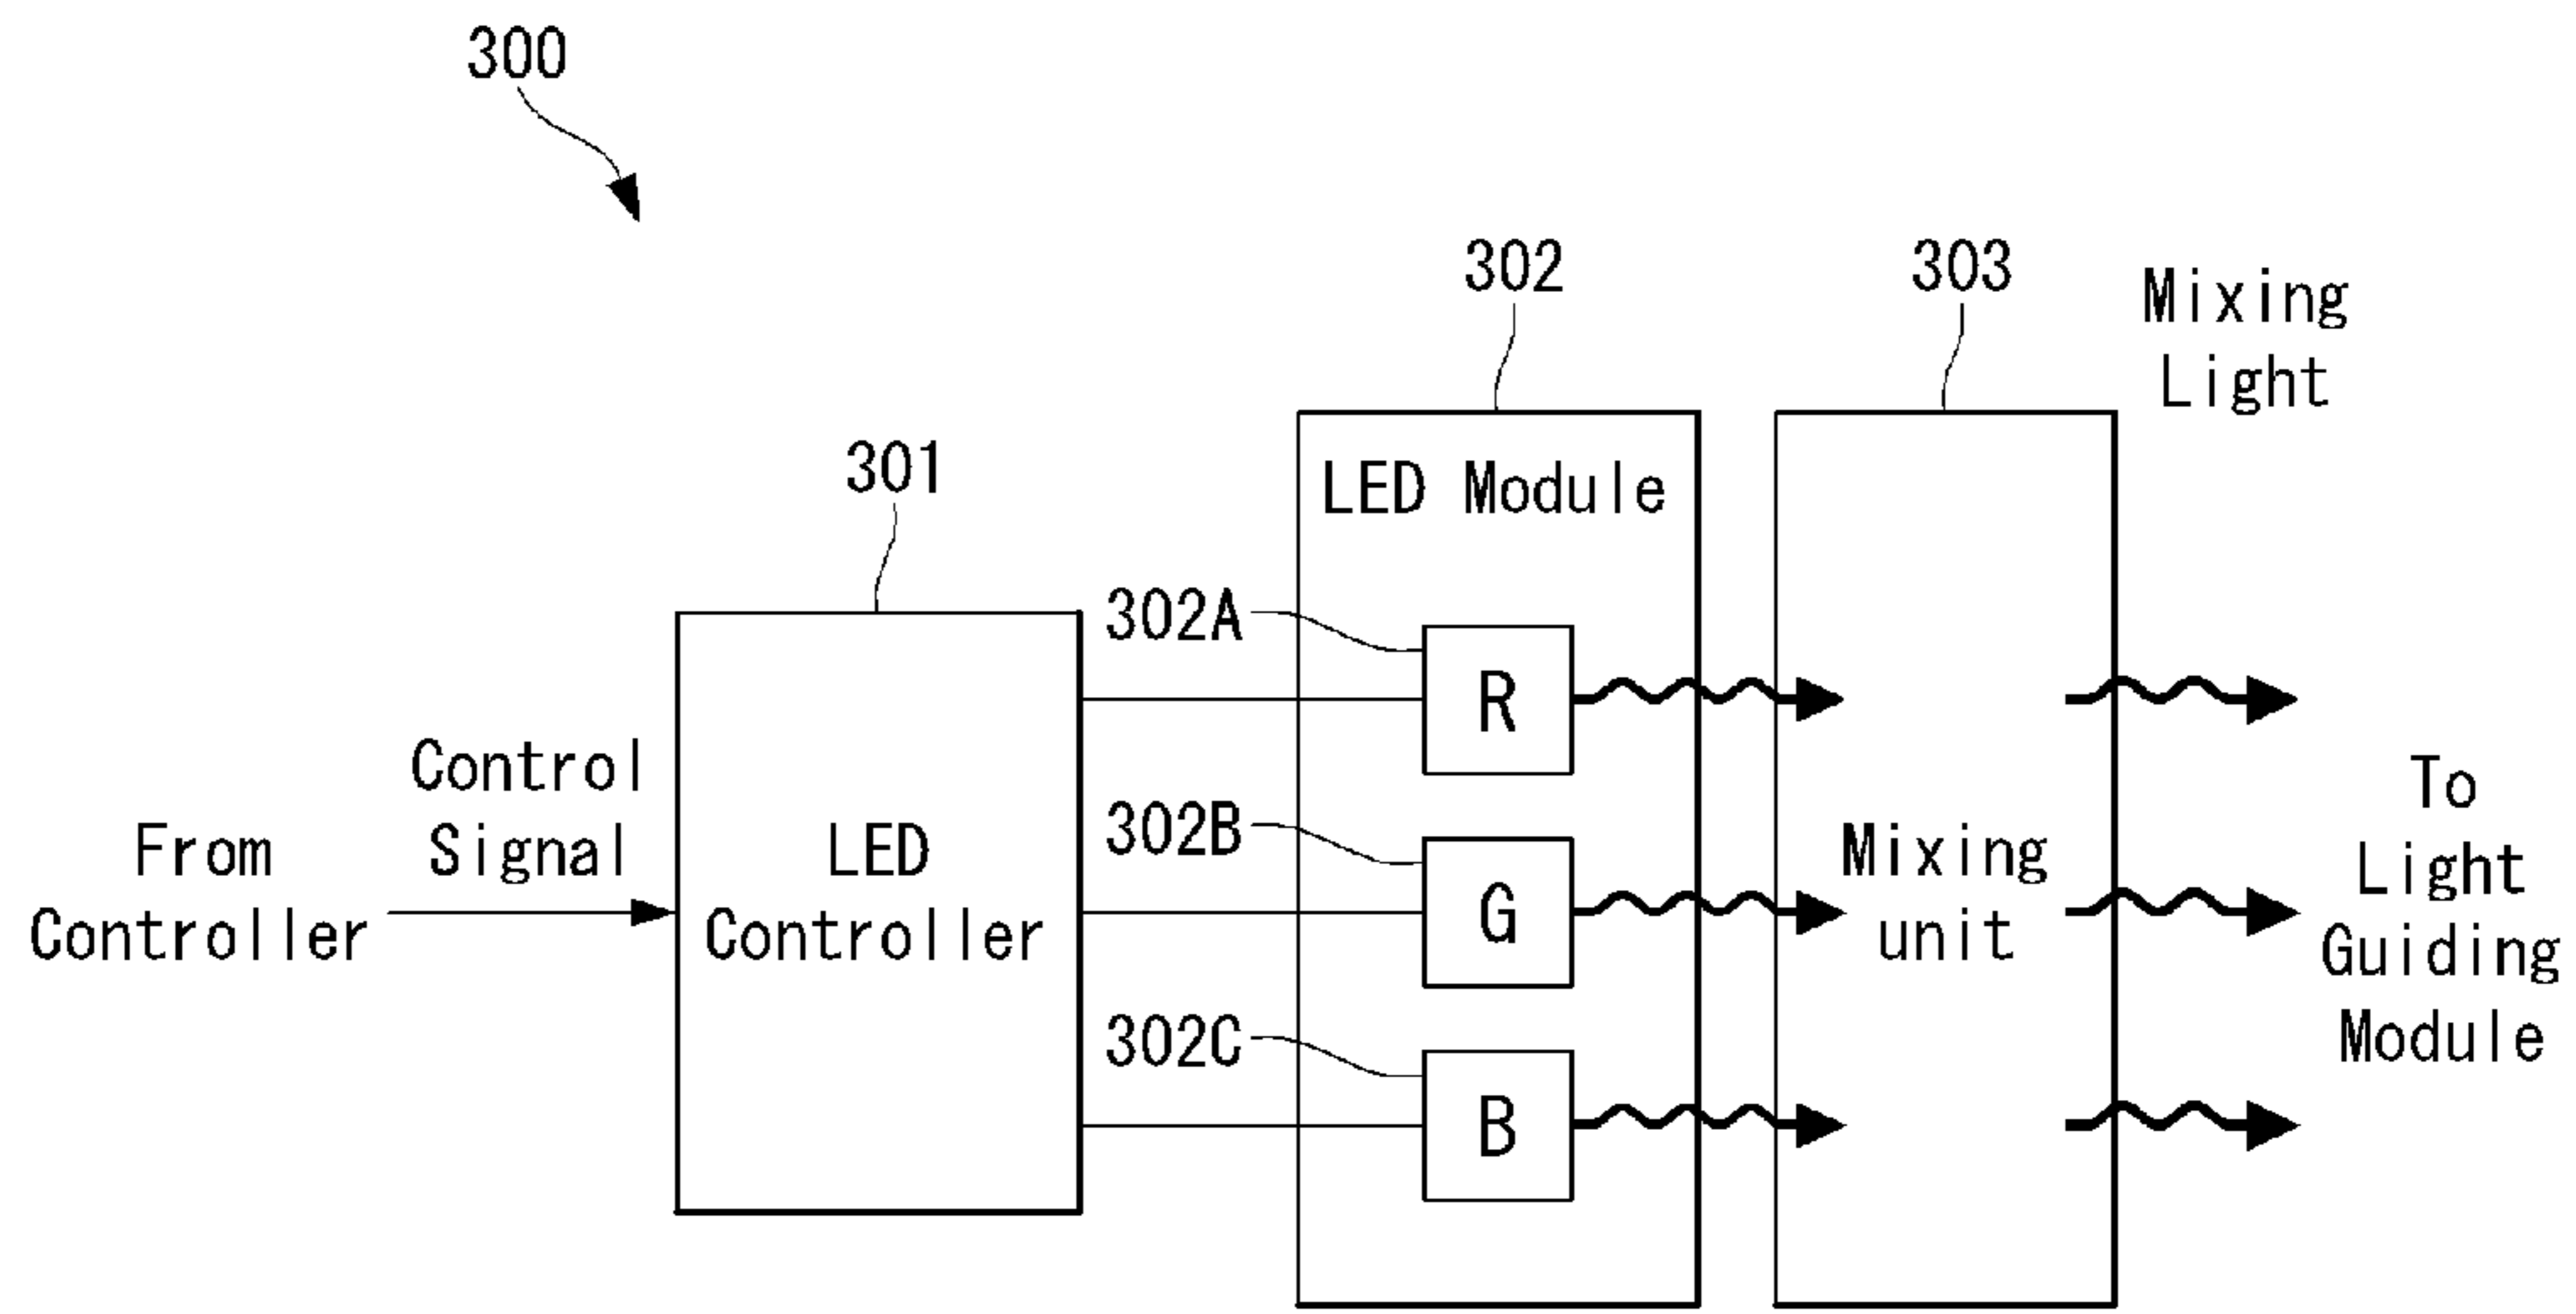 300
302
303
Mixing
Light
301
LED Module
302A
R
Control
Signal
From
Controller
LED
Controller
302B
G
Mixing
unit
To
Light
Guiding
Module
302C
B